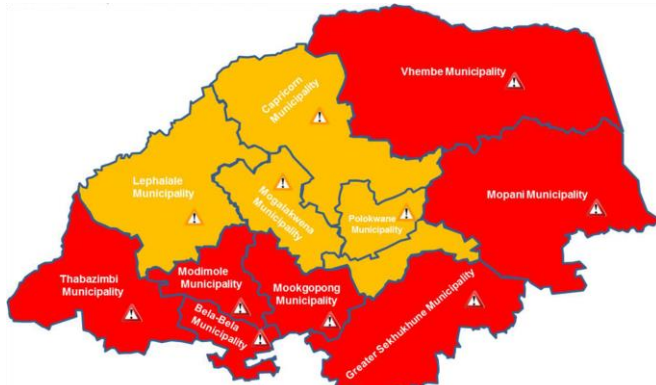 Vhembe Municipality
Capricorn
Municipality
Lephalale
Municipality
Mogalakwena
Municipality
Polokwane
Municipality
Mopani Municipality
Thabazimbi
Municipality
Modimole
Municipality
Mookgopong
Municipality
Bela-Bela
Municipality
Greater Sekhukhune Municipality